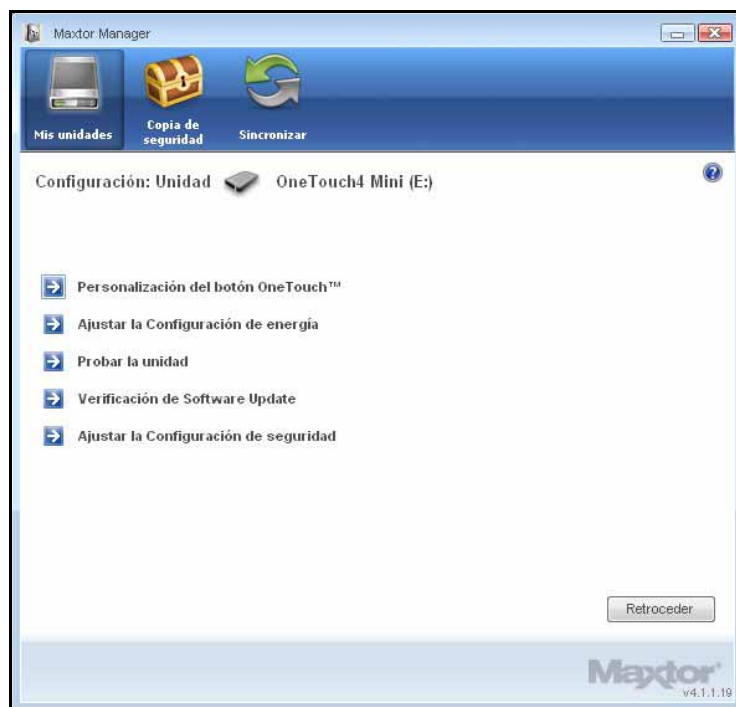 Maxtor Manager
Mis unidades
Copia de
seguridad
Sincronizar
Configuración: Unidad OneTouch4 Mini (E:)
Personalización del botón OneTouch™
Ajustar la Configuración de energía
Probar la unidad
Verificación de Software Update
Ajustar la Configuración de seguridad
Retroceder
Maxtor
v4.1.1.19